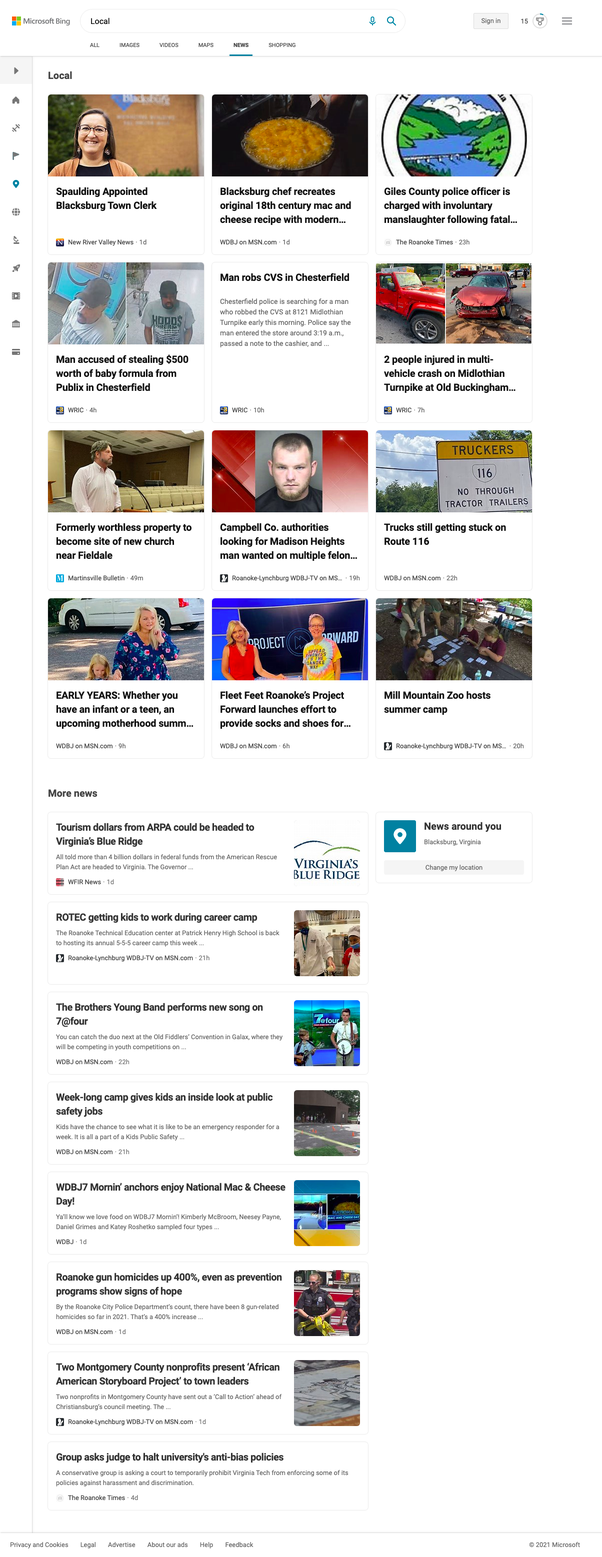 Microsoft Bing
Local
Sign in
15
ALL
IMAGES
VIDEOS
MAPS
NEWS
SHOPPING
Local
Blacksburg
Spaulding Appointed
Blacksburg Town Clerk
New River Valley News · 1d
Blacksburg chef recreates
original 18th century mac and
cheese recipe with modern...
WDBJ on MSN.com · 1d
Giles County police officer is
charged with involuntary
manslaughter following fatal...
The Roanoke Times · 23h
HOODS
Man accused of stealing $500
worth of baby formula from
Publix in Chesterfield
WRIC · 4h
Man robs CVS in Chesterfield
Chesterfield police is searching for a man
who robbed the CVS at 8121 Midlothian
Turnpike early this morning. Police say the
man entered the store around 3:19 a.m.,
passed a note to the cashier, and ...
WRIC · 10h
2 people injured in multi-
vehicle crash on Midlothian
Turnpike at Old Buckingham...
WRIC · 7h
Formerly worthless property to
become site of new church
near Fieldale
Martinsville Bulletin · 49m
Campbell Co. authorities
looking for Madison Heights
man wanted on multiple felon...
Roanoke-Lynchburg WDBJ-TV on MS... · 19h
TRUCKERS
116
NO THROUGH
TRACTOR TRAILERS
Trucks still getting stuck on
Route 116
WDBJ on MSN.com · 22h
EARLY YEARS: Whether you
have an infant or a teen, an
upcoming motherhood summ...
WDBJ on MSN.com · 9h
PROJECT FORWARD
Fleet Feet Roanoke's Project
Forward launches effort to
provide socks and shoes for...
WDBJ on MSN.com · 6h
Mill Mountain Zoo hosts
summer camp
Roanoke-Lynchburg WDBJ-TV on MS... · 20h
More news
Tourism dollars from ARPA could be headed to
Virginia's Blue Ridge
All told more than 4 billion dollars in federal funds from the American Rescue
Plan Act are headed to Virginia. The Governor ...
WFIR News · 1d
VIRGINIA'S
BLUE RIDGE
News around you
Blacksburg, Virginia
Change my location
ROTEC getting kids to work during career camp
The Roanoke Technical Education center at Patrick Henry High School is back
to hosting its annual 5-5-5 career camp this week ...
Roanoke-Lynchburg WDBJ-TV on MSN.com · 21h
The Brothers Young Band performs new song on
7@four
You can catch the duo next at the Old Fiddlers' Convention in Galax, where they
will be competing in youth competitions on ...
WDBJ on MSN.com · 22h
Week-long camp gives kids an inside look at public
safety jobs
Kids have the chance to see what it is like to be an emergency responder for a
week. It is all a part of a Kids Public Safety ...
WDBJ on MSN.com · 21h
WDBJ7 Mornin' anchors enjoy National Mac & Cheese
Day!
Ya'll know we love food on WDBJ7 Mornin'! Kimberly McBroom, Neesey Payne,
Daniel Grimes and Katey Roshetko sampled four types ...
WDBJ · 1d
Roanoke gun homicides up 400%, even as prevention
programs show signs of hope
By the Roanoke City Police Department's count, there have been 8 gun-related
homicides so far in 2021. That's a 400% increase ...
WDBJ on MSN.com · 1d
Two Montgomery County nonprofits present 'African
American Storyboard Project' to town leaders
Two nonprofits in Montgomery County have sent out a 'Call to Action' ahead of
Christiansburg's council meeting. The ...
Roanoke-Lynchburg WDBJ-TV on MSN.com · 1d
Group asks judge to halt university's anti-bias policies
A conservative group is asking a court to temporarily prohibit Virginia Tech from enforcing some of its
policies against harassment and discrimination.
The Roanoke Times · 4d
Privacy and Cookies
Legal
Advertise
About our ads
Help
Feedback
© 2021 Microsoft